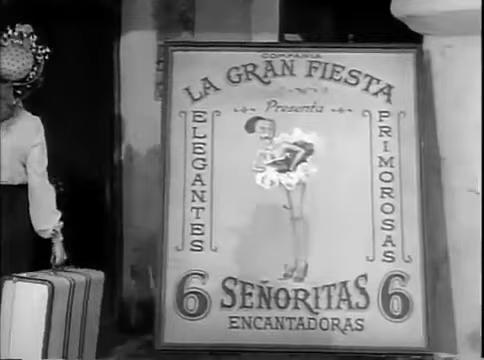 COMPAÑIA
LA GRAN FIESTA
Presenta
ELEGANTES
PRIMOROSAS
6 SEÑORITAS 6
ENCANTADORAS